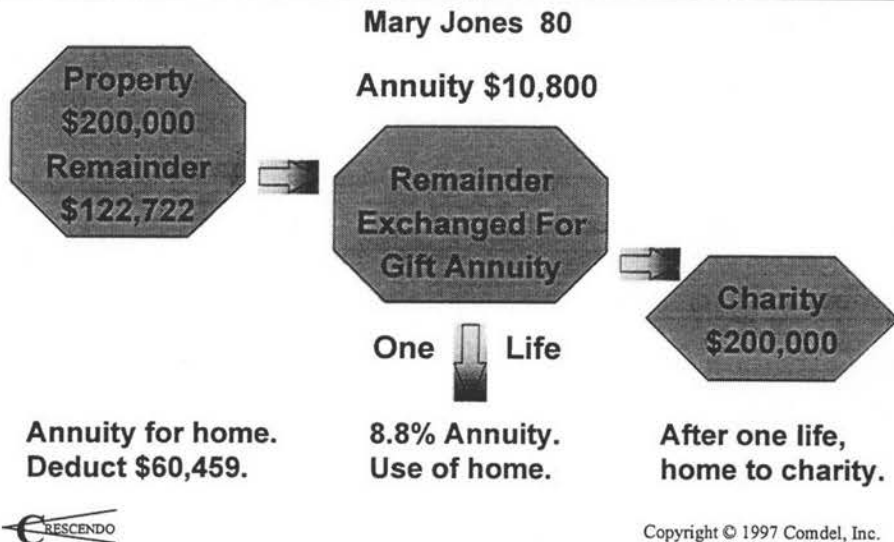 Mary Jones 80
Annuity $10,800
Property
$200,000
Remainder
$122,722
Remainder
Exchanged For
Gift Annuity
Charity
$200,000
One Life
Annuity for home.
Deduct $60,459.
8.8% Annuity.
Use of home.
After one life,
home to charity.
CRESCENDO
Copyright © 1997 Comdel, Inc.